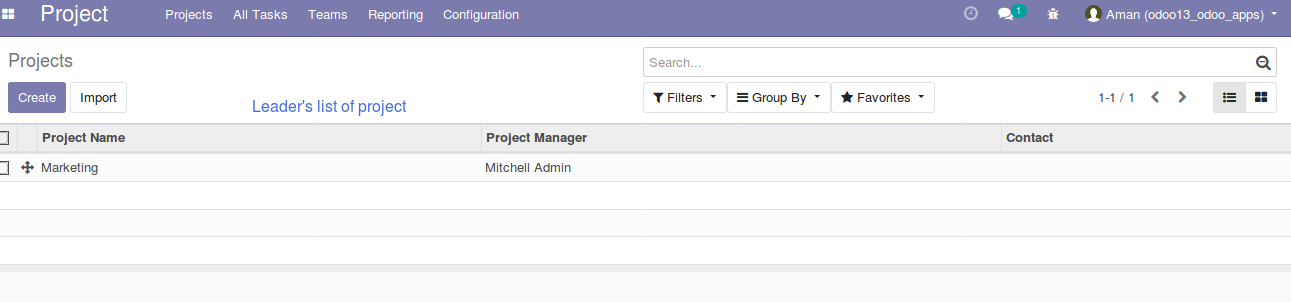 Project Projects All Tasks Teams Reporting Configuration 1 Aman (odoo13_odoo_apps)
Projects
Search...
Create Import Leader's list of project Filters Group By Favorites 1-1 / 1
Project Name Project Manager Contact
Marketing Mitchell Admin